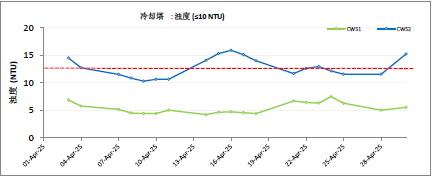 冷却塔 : 浊度 (≤10 NTU)
CWS1 CWS2
浊度 (NTU)
20
15
10
5
0
01-Apr-25 04-Apr-25 07-Apr-25 10-Apr-25 13-Apr-25 16-Apr-25 19-Apr-25 22-Apr-25 25-Apr-25 28-Apr-25